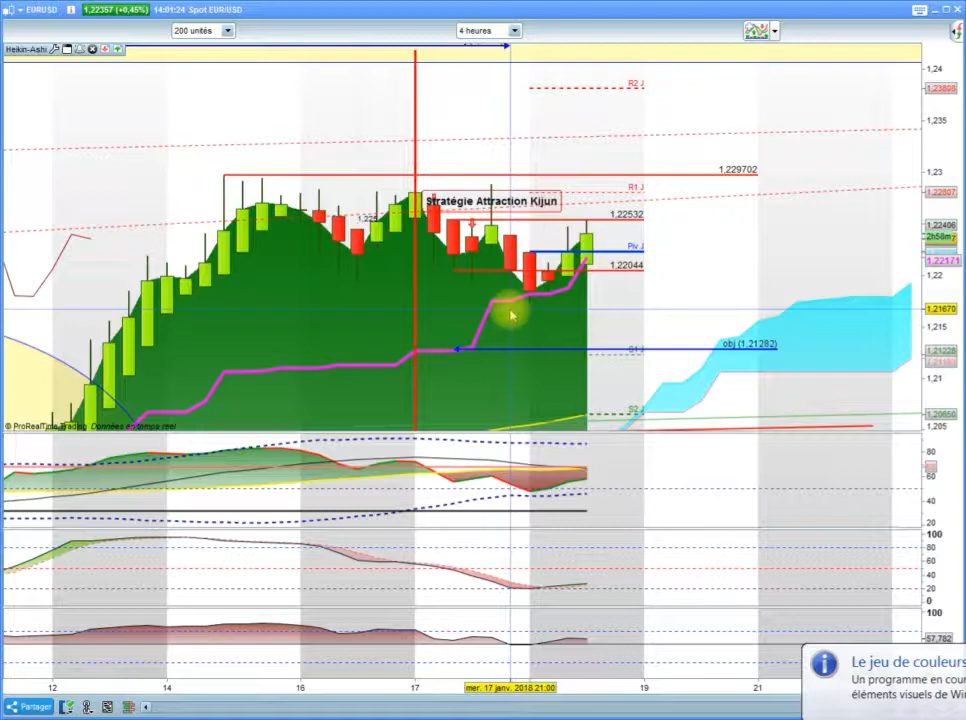 EURUSD 1,22357 (+0,45%) 14:01:24 Spot EUR/USD
200 unités
4 heures
Heikin-Ashi
R2 J
1,229702
R1 J
Stratégie Attraction Kijun
1,22532
Piv J
1,22044
obj (1,21282)
S1 J
S2 J
© ProRealTime Trading Données en temps réel
1,24
1,23808
1,235
1,23
1,22807
1,22406
2h58m
1,22171
1,22
1,21670
1,215
1,21228
1,21
1,20650
1,205
80
60
40
20
100
80
60
40
20
0
100
57,782
12
14
16
17
mer. 17 janv. 2018 21:00
19
21
Le jeu de couleurs
Un programme en cour
éléments visuels de Wi
Partager